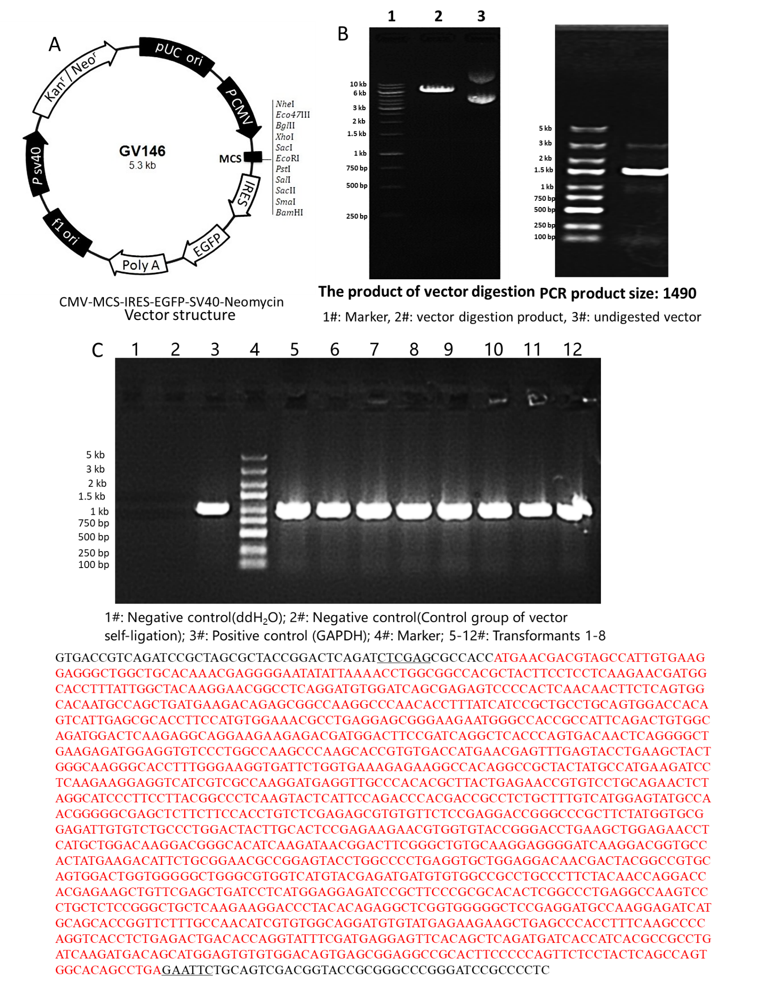 A
pUC ori
P CMV
Kanʳ / Neoʳ
P sv40
f1 ori
Poly A
EGFP
IRES
MCS
GV146
5.3 kb
NheI
Eco47III
BglII
XhoI
SacI
EcoRI
PstI
SalI
SacII
SmaI
BamHI
CMV-MCS-IRES-EGFP-SV40-Neomycin
Vector structure
B
1 2 3
10 kb
6 kb
3 kb
2 kb
1.5 kb
1 kb
750 bp
500 bp
250 bp
5 kb
3 kb
2 kb
1.5 kb
1 kb
750 bp
500 bp
250 bp
100 bp
The product of vector digestion
PCR product size: 1490
1#: Marker, 2#: vector digestion product, 3#: undigested vector
C
1 2 3 4 5 6 7 8 9 10 11 12
5 kb
3 kb
2 kb
1.5 kb
1 kb
750 bp
500 bp
250 bp
100 bp
1#: Negative control(ddH₂O); 2#: Negative control(Control group of vector
self-ligation); 3#: Positive control (GAPDH); 4#: Marker; 5-12#: Transformants 1-8
GTGACCGTCAGATCCGCTAGCGCTACCGGACTCAGATCTCGAGCGCCACCATGAACGACGTAGCCATTGTGAAG
GAGGGCTGGCTGCACAAACGAGGGGAATATATTAAAACCTGGCGGCCACGCTACTTCCTCCTCAAGAACGATGG
CACCTTTATTGGCTACAAGGAACGGCCTCAGGATGTGGATCAGCGAGAGTCCCCACTCAACAACTTCTCAGTGG
CACAATGCCAGCTGATGAAGACAGAGCGGCCAAGGCCCAACACCTTTATCATCCGCTGCCTGCAGTGGACCACA
GTCATTGAGCGCACCTTCCATGTGGAAACGCCTGAGGAGCGGGAAGAATGGGCCACCGCCATTCAGACTGTGGC
AGATGGACTCAAGAGGCAGGAAGAAGAGACGATGGACTTCCGATCAGGCTCACCCAGTGACAACTCAGGGGCT
GAAGAGATGGAGGTGTCCCTGGCCAAGCCCAAGCACCGTGTGACCATGAACGAGTTTGAGTACCTGAAGCTACT
GGGCAAGGGCACCTTTGGGAAGGTGATTCTGGTGAAAGAGAAGGCCACAGGCCGCTACTATGCCATGAAGATCC
TCAAGAAGGAGGTCATCGTCGCCAAGGATGAGGTTGCCCACACGCTTACTGAGAACCGTGTCCTGCAGAACTCT
AGGCATCCCTTCCTTACGGCCCTCAAGTACTCATTCCAGACCCACGACCGCCTCTGCTTTGTCATGGAGTATGCCA
ACGGGGGCGAGCTCTTCTTCCACCTGTCTCGAGAGCGTGTGTTCTCCGAGGACCGGGCCCGCTTCTATGGTGCG
GAGATTGTGTCTGCCCTGGACTACTTGCACTCCGAGAAGAACGTGGTGTACCGGGACCTGAAGCTGGAGAACCT
CATGCTGGACAAGGACGGGCACATCAAGATAACGGACTTCGGGCTGTGCAAGGAGGGGATCAAGGACGGTGCC
ACTATGAAGACATTCTGCGGAACGCCGGAGTACCTGGCCCCTGAGGTGCTGGAGGACAACGACTACGGCCGTGC
AGTGGACTGGTGGGGGCTGGGCGTGGTCATGTACGAGATGATGTGTGGCCGCCTGCCCTTCTACAACCAGGACC
ACGAGAAGCTGTTCGAGCTGATCCTCATGGAGGAGATCCGCTTCCCGCGCACACTCGGCCCTGAGGCCAAGTCC
CTGCTCTCCGGGCTGCTCAAGAAGGACCCTACACAGAGGCTCGGTGGGGGCTCCGAGGATGCCAAGGAGATCAT
GCAGCACCGGTTCTTTGCCAACATCGTGTGGCAGGATGTGTATGAGAAGAAGCTGAGCCCACCTTTCAAGCCCC
AGGTCACCTCTGAGACTGACACCAGGTATTTCGATGAGGAGTTCACAGCTCAGATGATCACCATCACGCCGCCTG
ATCAAGATGACAGCATGGAGTGTGTGGACAGTGAGCGGAGGCCGCACTTCCCCCAGTTCTCCTACTCAGCCAGT
GGCACAGCCTGAGAATTCTGCAGTCGACGGTACCGCGGGCCCGGGATCCGCCCCTC